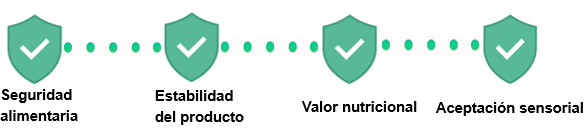 Seguridad
alimentaria
Estabilidad
del producto
Valor nutricional
Aceptación sensorial